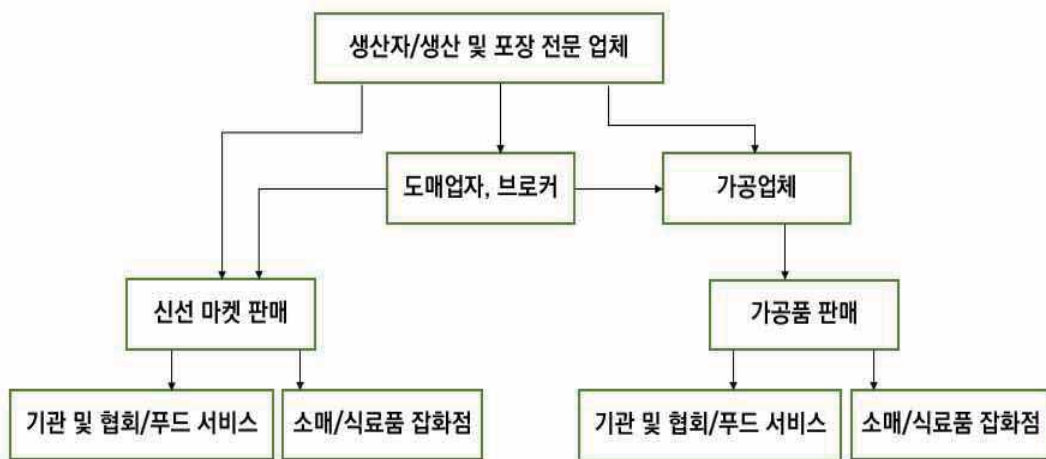 생산자/생산 및 포장 전문 업체
도매업자, 브로커
가공업체
신선 마켓 판매
가공품 판매
기관 및 협회/푸드 서비스
소매/식료품 잡화점
기관 및 협회/푸드 서비스
소매/식료품 잡화점